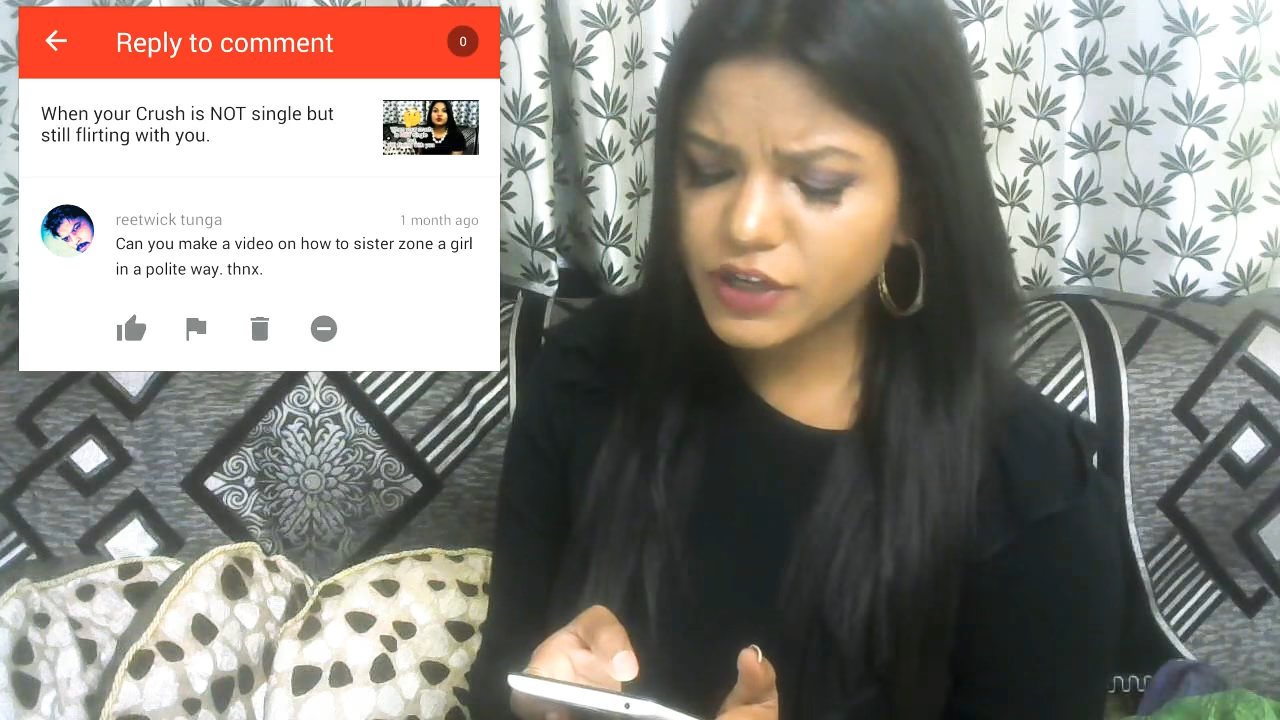 Reply to comment
0
When your Crush is NOT single but
still flirting with you.
reetwick tunga
1 month ago
Can you make a video on how to sister zone a girl
in a polite way. thnx.